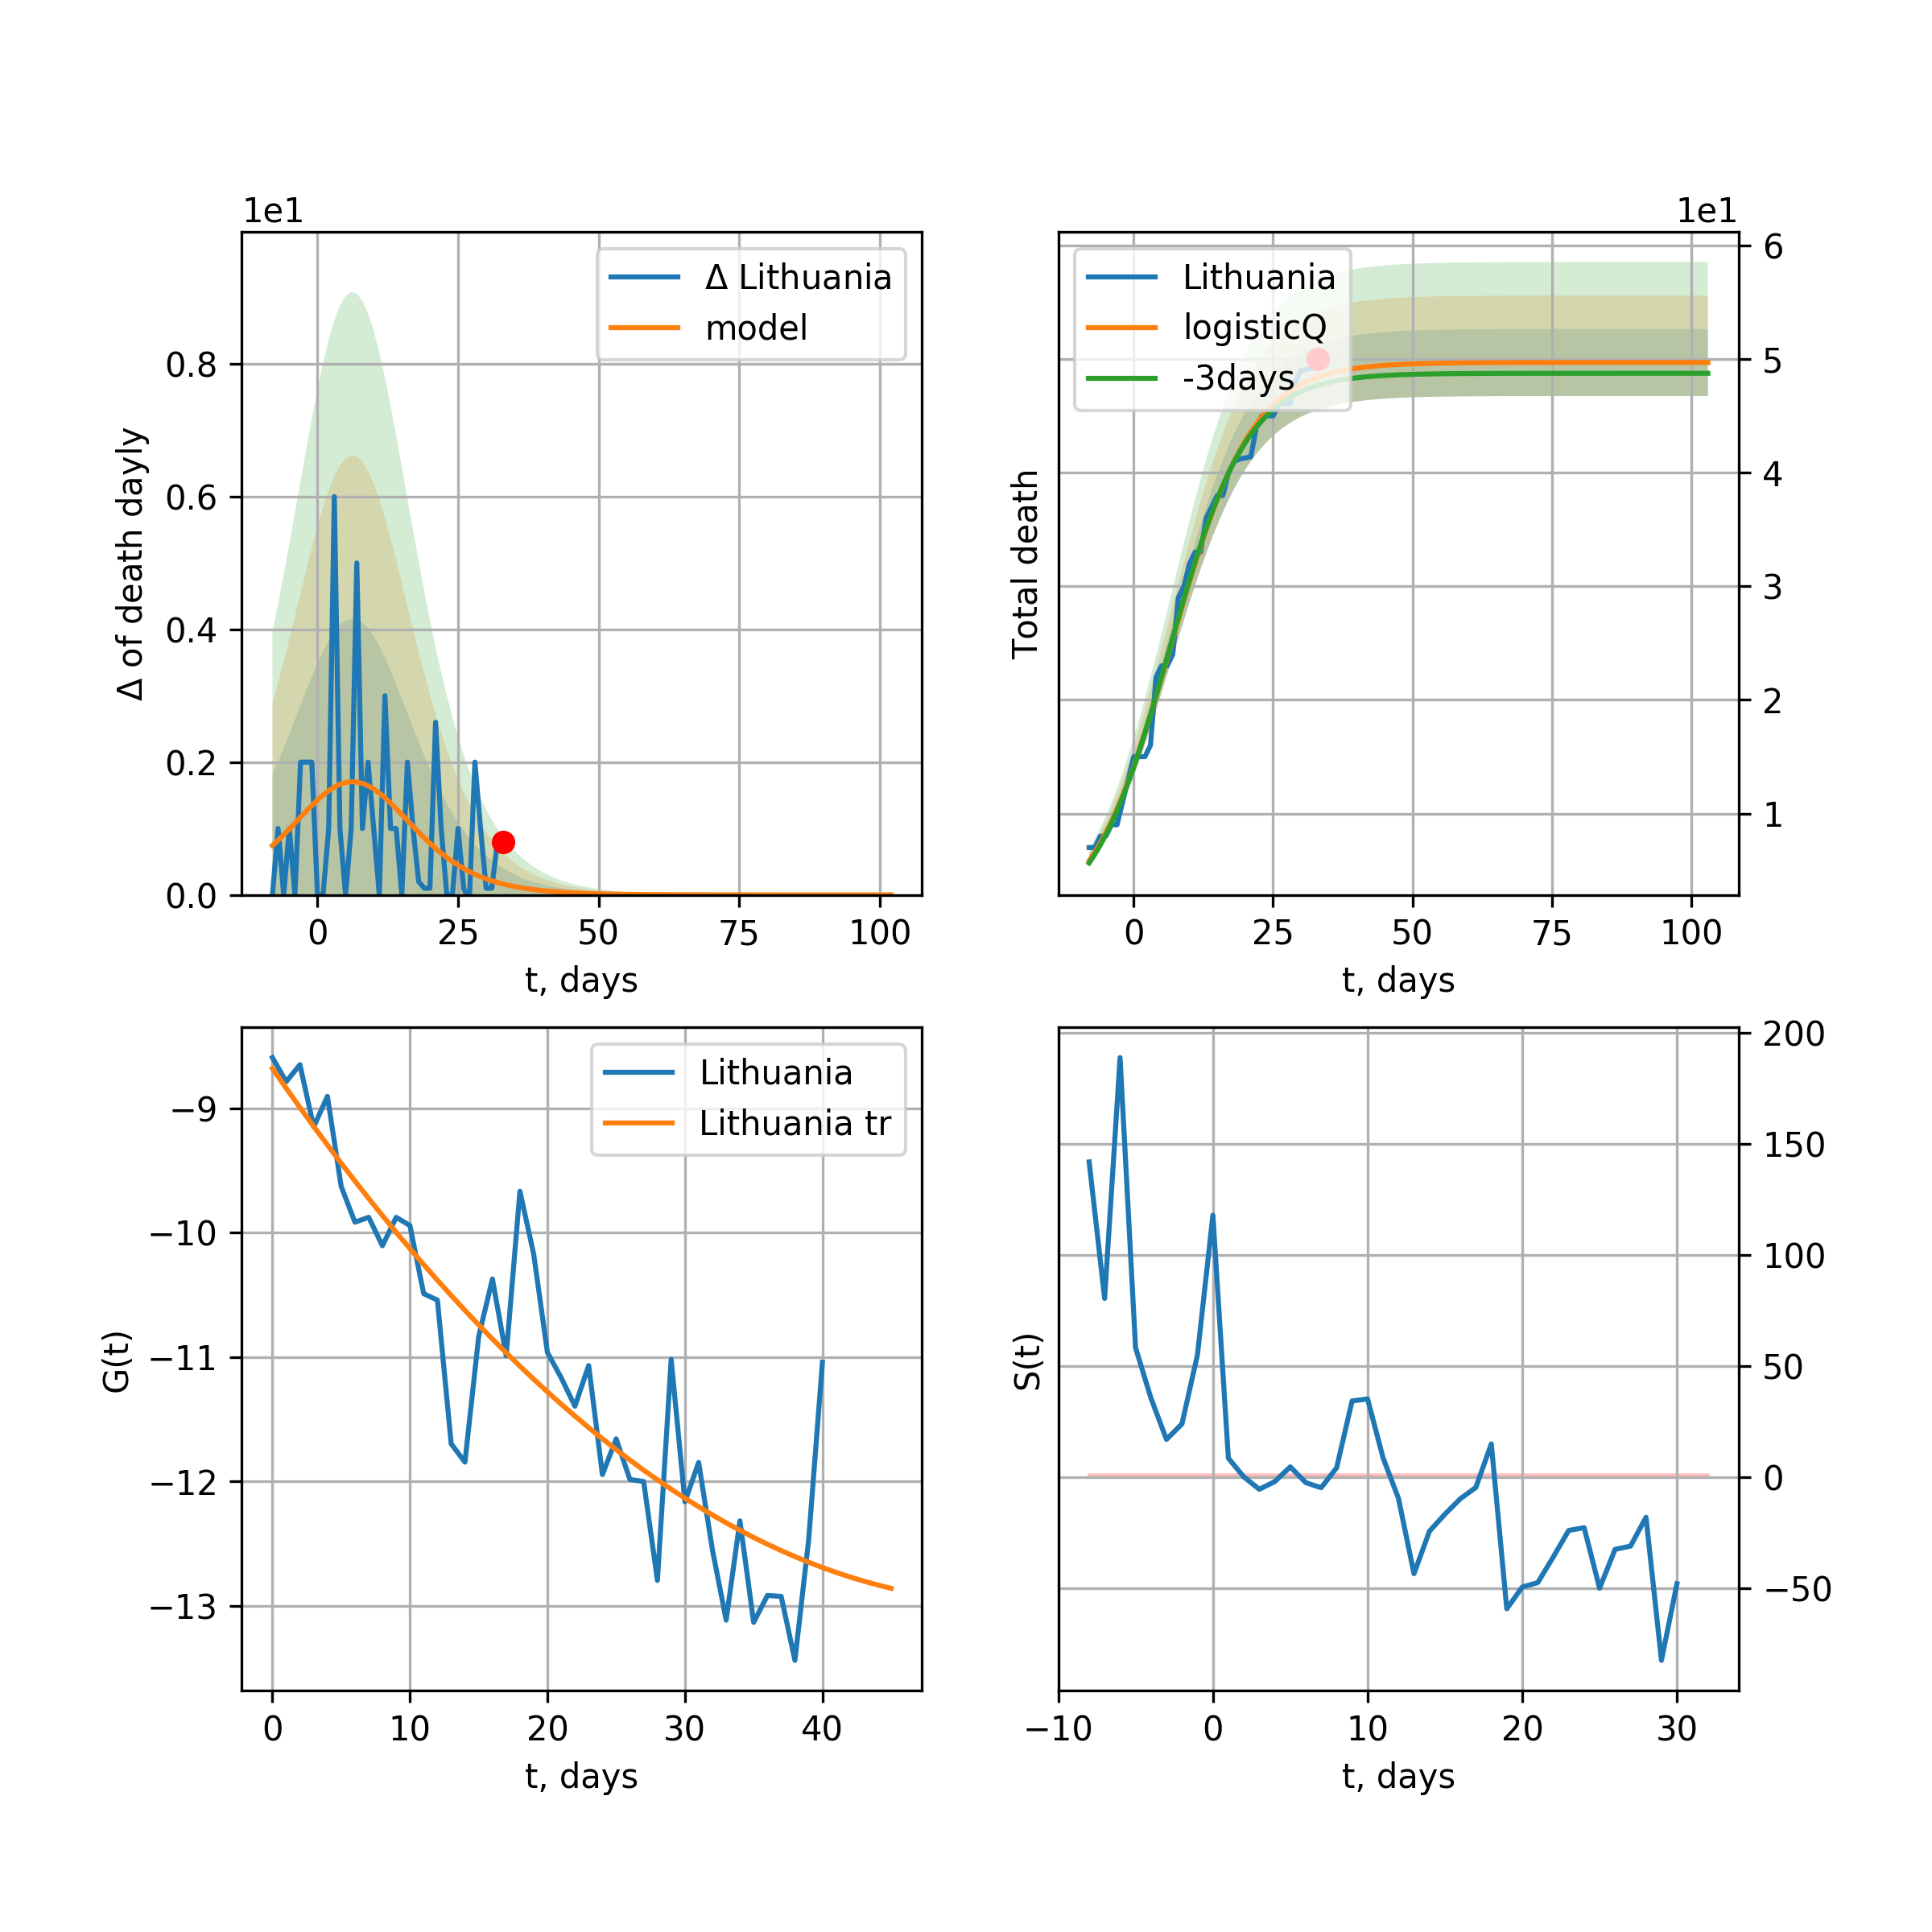 1e1
Δ Lithuania
model
0.8
0.6
0.4
0.2
0.0
Δ of death dayly
0 25 50 75 100
t, days
1e1
Lithuania
logisticQ
-3days
6
5
4
3
2
1
Total death
0 25 50 75 100
t, days
Lithuania
Lithuania tr
−9
−10
−11
−12
−13
G(t)
0 10 20 30 40
t, days
200
150
100
50
0
−50
S(t)
−10 0 10 20 30
t, days